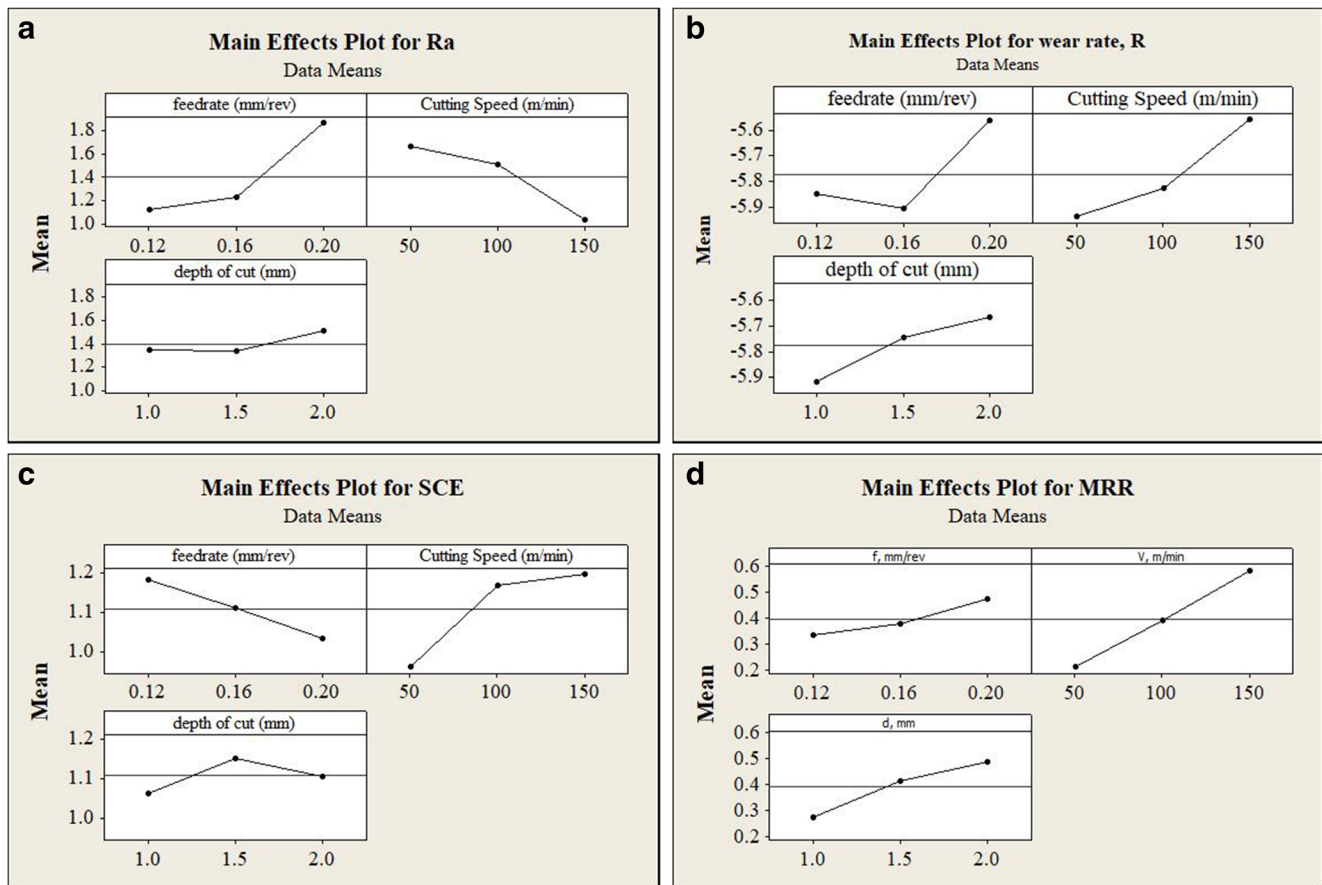 a
Main Effects Plot for Ra
Data Means
feedrate (mm/rev) Cutting Speed (m/min)
1.8
1.6
1.4
1.2
1.0
0.12 0.16 0.20 50 100 150
Mean
depth of cut (mm)
1.8
1.6
1.4
1.2
1.0
1.0 1.5 2.0
b
Main Effects Plot for wear rate, R
Data Means
feedrate (mm/rev) Cutting Speed (m/min)
-5.6
-5.7
-5.8
-5.9
0.12 0.16 0.20 50 100 150
Mean
depth of cut (mm)
-5.6
-5.7
-5.8
-5.9
1.0 1.5 2.0
c
Main Effects Plot for SCE
Data Means
feedrate (mm/rev) Cutting Speed (m/min)
1.2
1.1
1.0
0.12 0.16 0.20 50 100 150
Mean
depth of cut (mm)
1.2
1.1
1.0
1.0 1.5 2.0
d
Main Effects Plot for MRR
Data Means
f, mm/rev V, m/min
0.6
0.5
0.4
0.3
0.2
0.12 0.16 0.20 50 100 150
Mean
d, mm
0.6
0.5
0.4
0.3
0.2
1.0 1.5 2.0